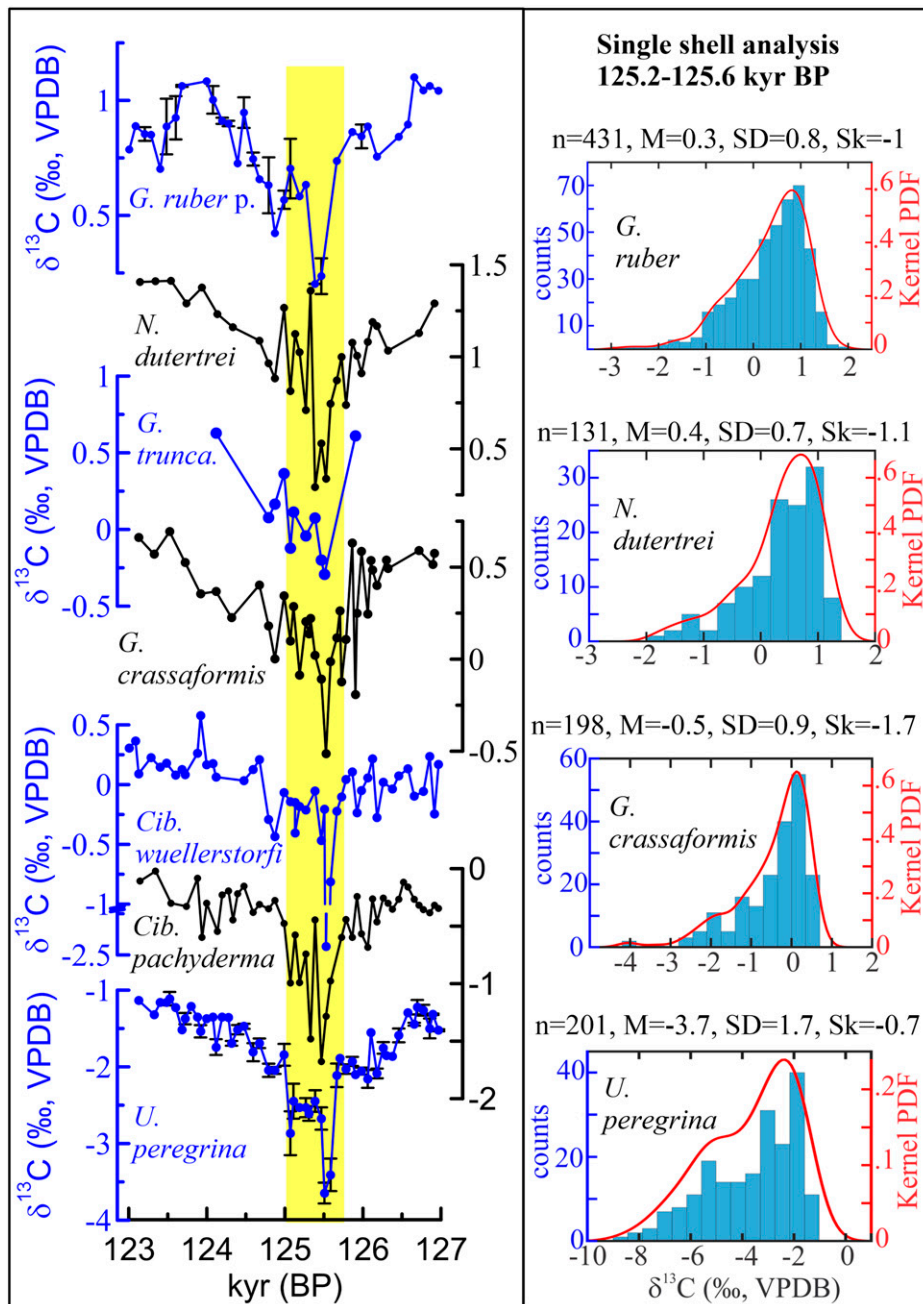 δ¹³C (‰, VPDB)
1
0.5
G. ruber p.
1.5
1
0.5
N.
dutertrei
δ¹³C (‰, VPDB)
1
0.5
0
-0.5
G.
trunca.
0.5
0
-0.5
G.
crassaformis
δ¹³C (‰, VPDB)
0.5
0
-0.5
-1
-2.5
Cib.
wuellerstorfi
0
-1
-2
Cib.
pachyderma
δ¹³C (‰, VPDB)
-1
-2
-3
-4
U.
peregrina
123 124 125 126 127
kyr (BP)
Single shell analysis
125.2-125.6 kyr BP
n=431, M=0.3, SD=0.8, Sk=-1
counts
70
50
30
10
G.
ruber
.6
.4
.2
0
Kernel PDF
-3 -2 -1 0 1 2
n=131, M=0.4, SD=0.7, Sk=-1.1
counts
30
20
10
0
N.
dutertrei
.6
.4
.2
0
Kernel PDF
-3 -2 -1 0 1 2
n=198, M=-0.5, SD=0.9, Sk=-1.7
counts
60
40
20
0
G.
crassaformis
.6
.4
.2
0
Kernel PDF
-4 -3 -2 -1 0 1 2
n=201, M=-3.7, SD=1.7, Sk=-0.7
counts
40
20
0
U.
peregrina
.2
.1
0
Kernel PDF
-10 -8 -6 -4 -2 0
δ¹³C (‰, VPDB)